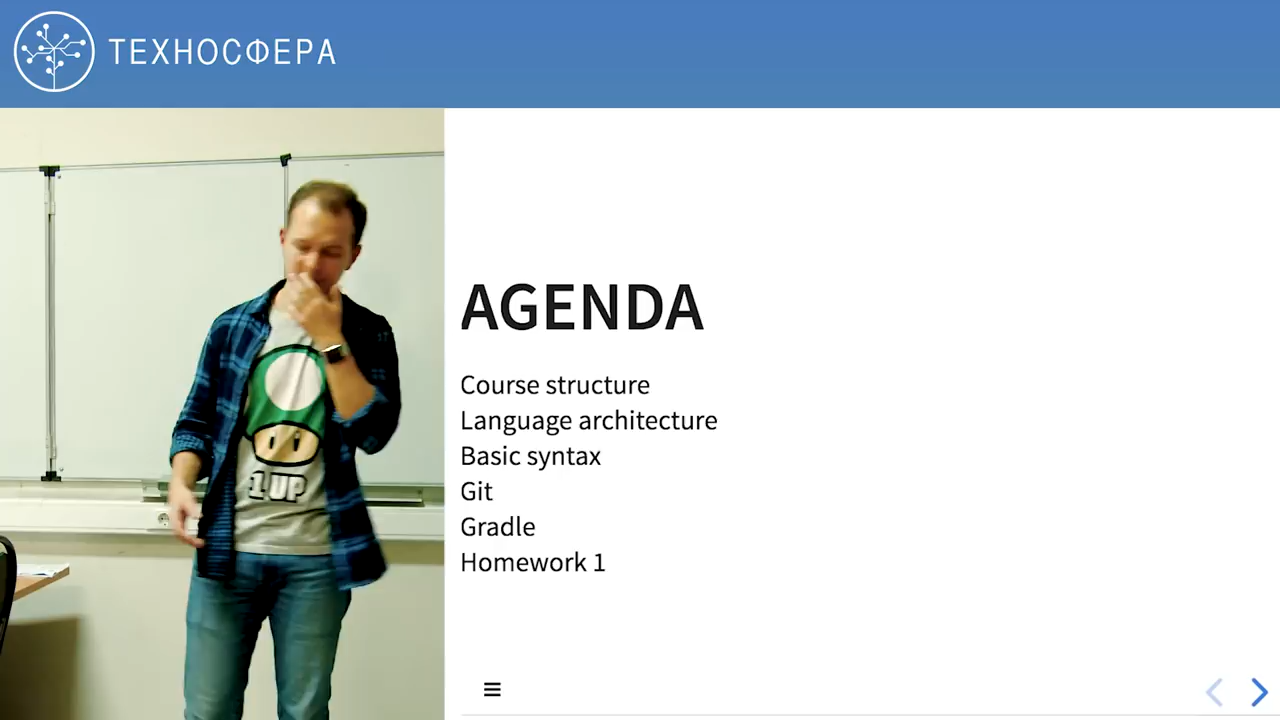 ТЕХНОСФЕРА
AGENDA
Course structure
Language architecture
Basic syntax
Git
Gradle
Homework 1
1 UP